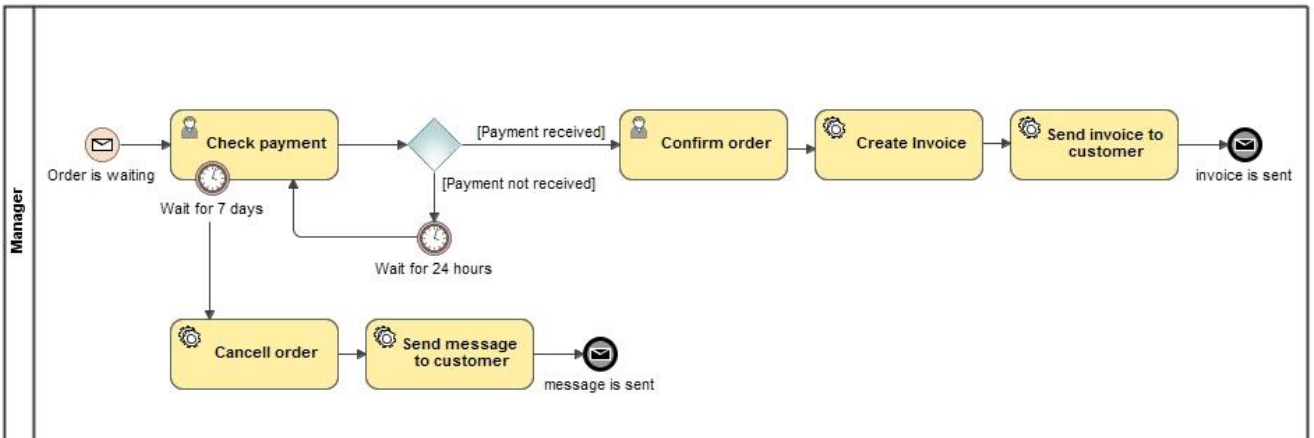 Manager
Order is waiting
Check payment
Wait for 7 days
[Payment received]
[Payment not received]
Wait for 24 hours
Confirm order
Create Invoice
Send invoice to
customer
invoice is sent
Cancell order
Send message
to customer
message is sent